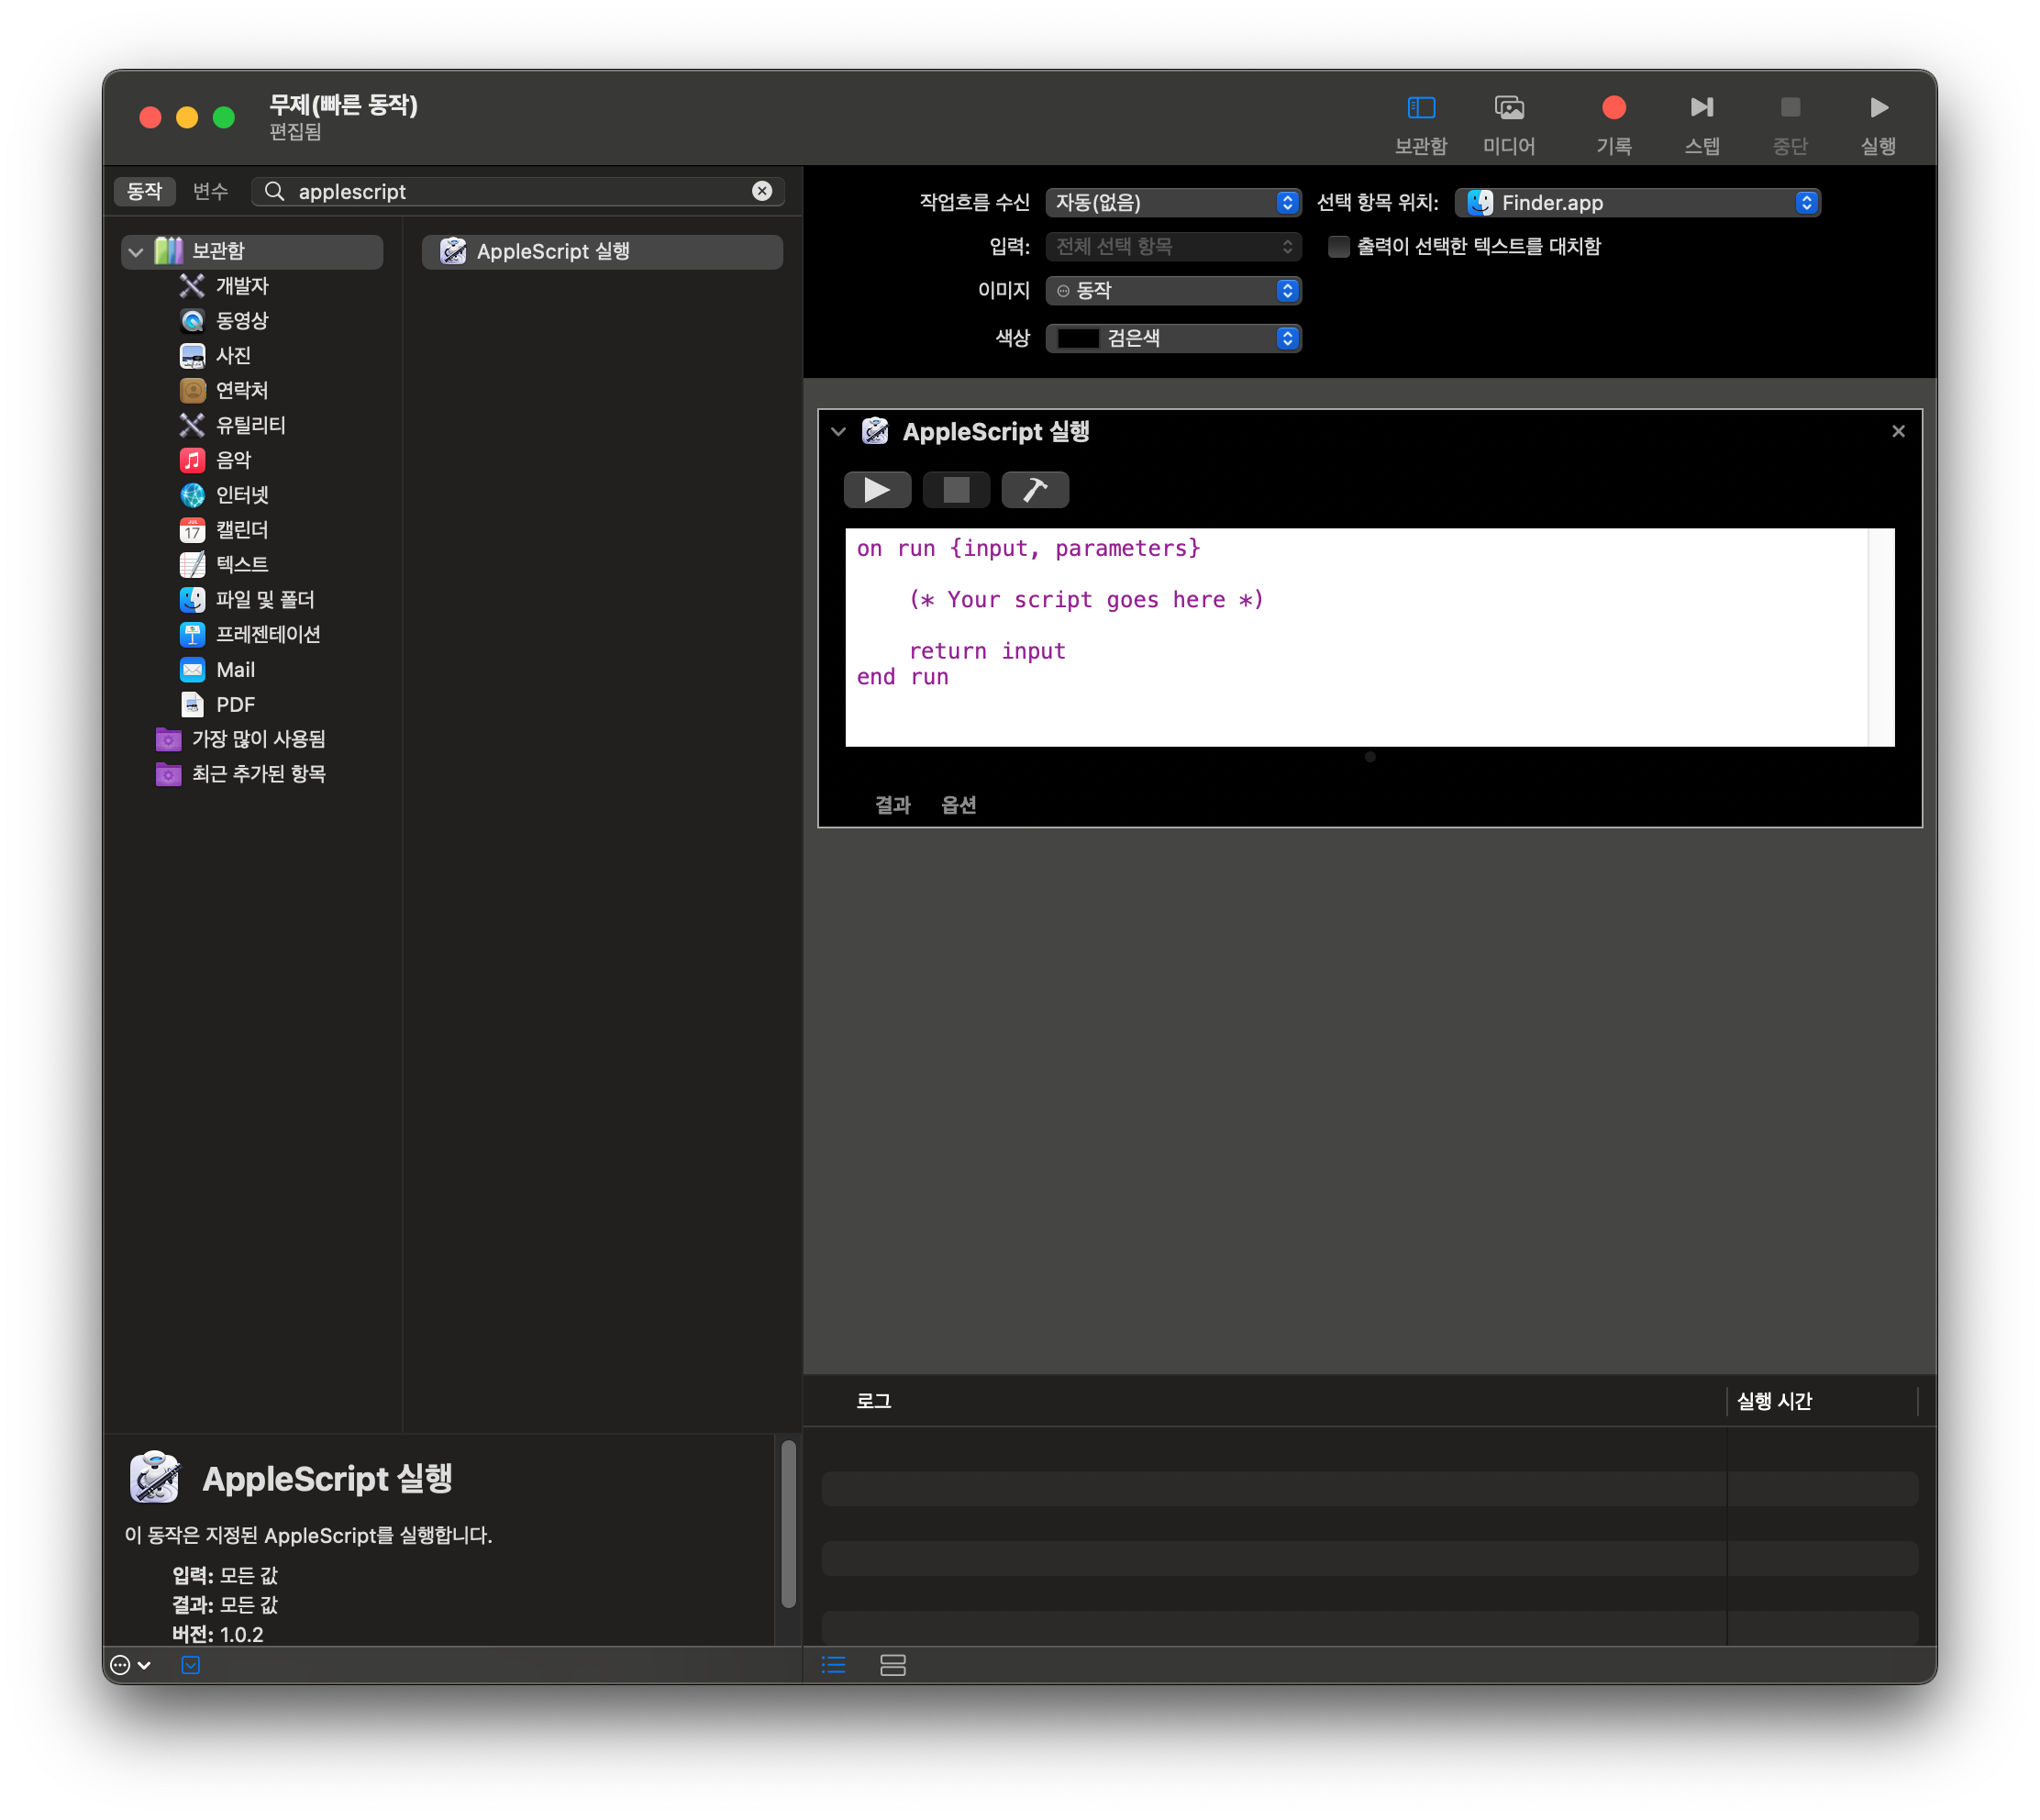 무제(빠른 동작)
편집됨
보관함
미디어
기록
스텝
중단
실행
동작
변수
applescript
보관함
개발자
동영상
사진
연락처
유틸리티
음악
인터넷
JUL
17
캘린더
텍스트
파일 및 폴더
프레젠테이션
Mail
PDF
가장 많이 사용됨
최근 추가된 항목
AppleScript 실행
작업흐름 수신 자동(없음) 선택 항목 위치: Finder.app
입력: 전체 선택 항목 출력이 선택한 텍스트를 대치함
이미지 동작
색상 검은색
AppleScript 실행
on run {input, parameters}
(* Your script goes here *)
return input
end run
결과 옵션
로그 실행 시간
AppleScript 실행
이 동작은 지정된 AppleScript를 실행합니다.
입력: 모든 값
결과: 모든 값
버전: 1.0.2